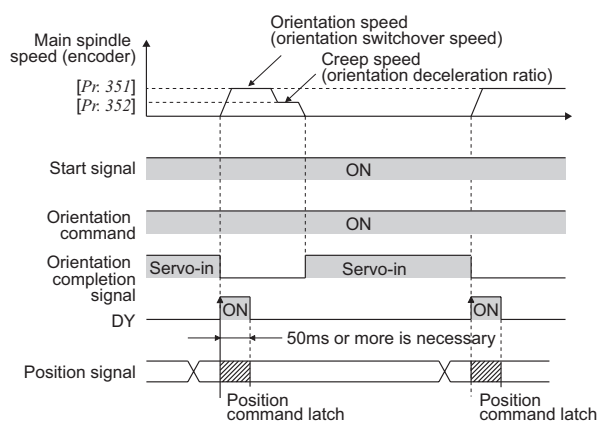 Orientation speed
(orientation switchover speed)
Main spindle
speed (encoder)
Creep speed
(orientation deceleration ratio)
[Pr. 351]
[Pr. 352]
Start signal
ON
Orientation
command
ON
Orientation
completion
signal
Servo-in
Servo-in
ON
ON
DY
50ms or more is necessary
Position signal
Position
command latch
Position
command latch